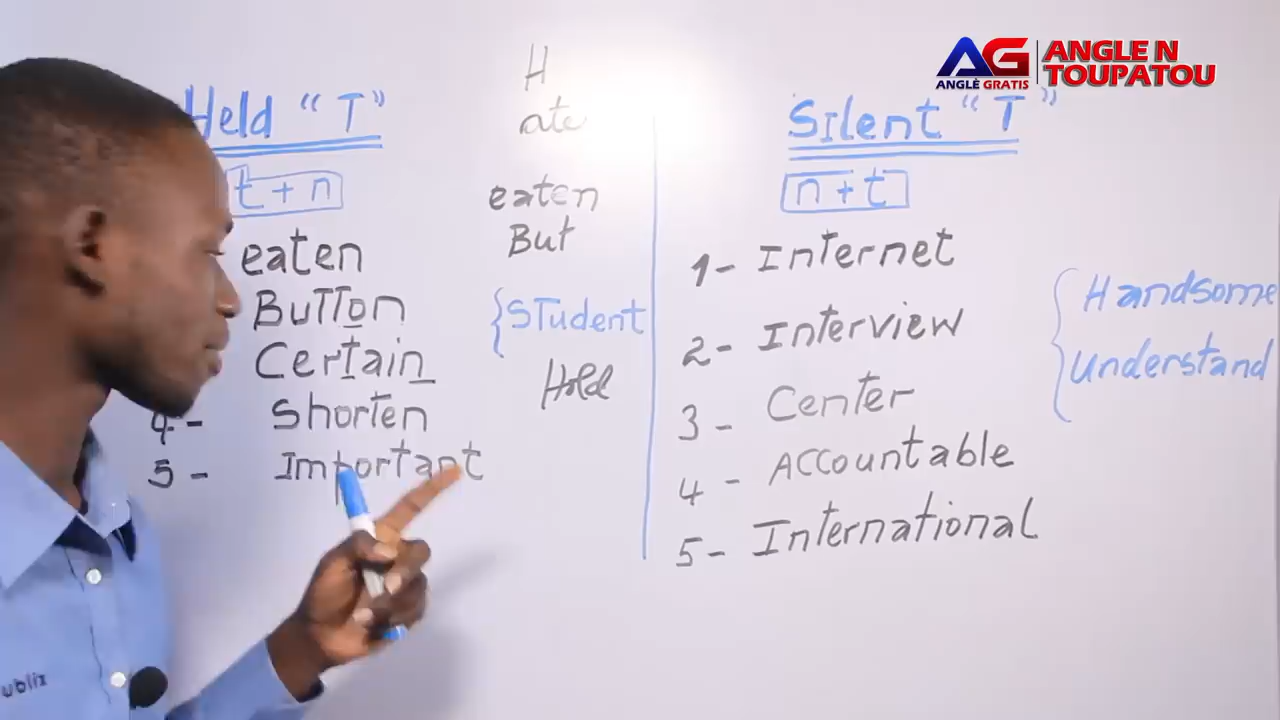 AG
ANGLÈ GRATIS
ANGLE N
TOUPATOU
Held "T"
t + n
eaten
BuTTon
Certain
4 - Shorten
5 - Important
H
ate
eaten
But
STudent
Hold
SIlent "T"
n + t
1 - Internet
2 - Interview
3 - Center
4 - Accountable
5 - International
Handsome
Understand
ublix